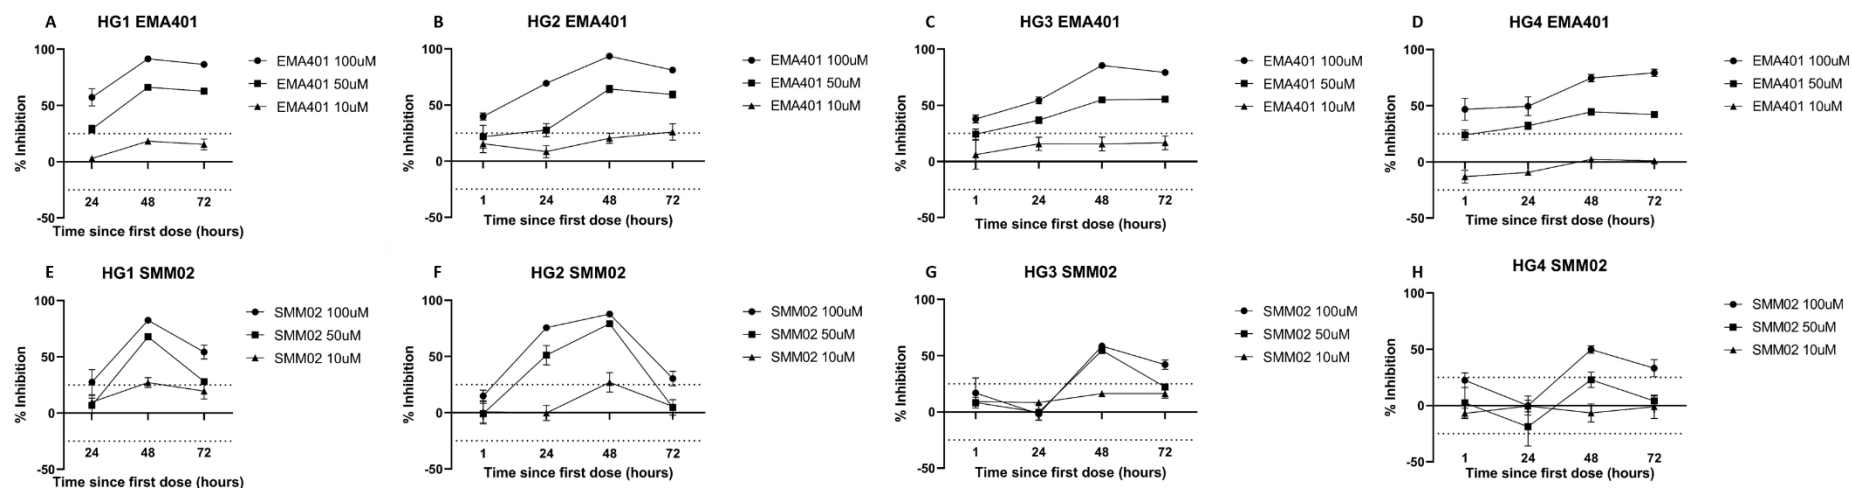 A HG1 EMA401
% Inhibition
100
50
0
-50
24 48 72
Time since first dose (hours)
EMA401 100uM
EMA401 50uM
EMA401 10uM
B HG2 EMA401
% Inhibition
100
50
0
-50
1 24 48 72
Time since first dose (hours)
EMA401 100uM
EMA401 50uM
EMA401 10uM
C HG3 EMA401
% Inhibition
100
50
0
-50
1 24 48 72
Time since first dose (hours)
EMA401 100uM
EMA401 50uM
EMA401 10uM
D HG4 EMA401
% Inhibition
100
50
0
-50
1 24 48 72
Time since first dose (hours)
EMA401 100uM
EMA401 50uM
EMA401 10uM
E HG1 SMM02
% Inhibition
100
50
0
-50
24 48 72
Time since first dose (hours)
SMM02 100uM
SMM02 50uM
SMM02 10uM
F HG2 SMM02
% Inhibition
100
50
0
-50
1 24 48 72
Time since first dose (hours)
SMM02 100uM
SMM02 50uM
SMM02 10uM
G HG3 SMM02
% Inhibition
100
50
0
-50
1 24 48 72
Time since first dose (hours)
SMM02 100uM
SMM02 50uM
SMM02 10uM
H HG4 SMM02
% Inhibition
100
50
0
-50
1 24 48 72
Time since first dose (hours)
SMM02 100uM
SMM02 50uM
SMM02 10uM